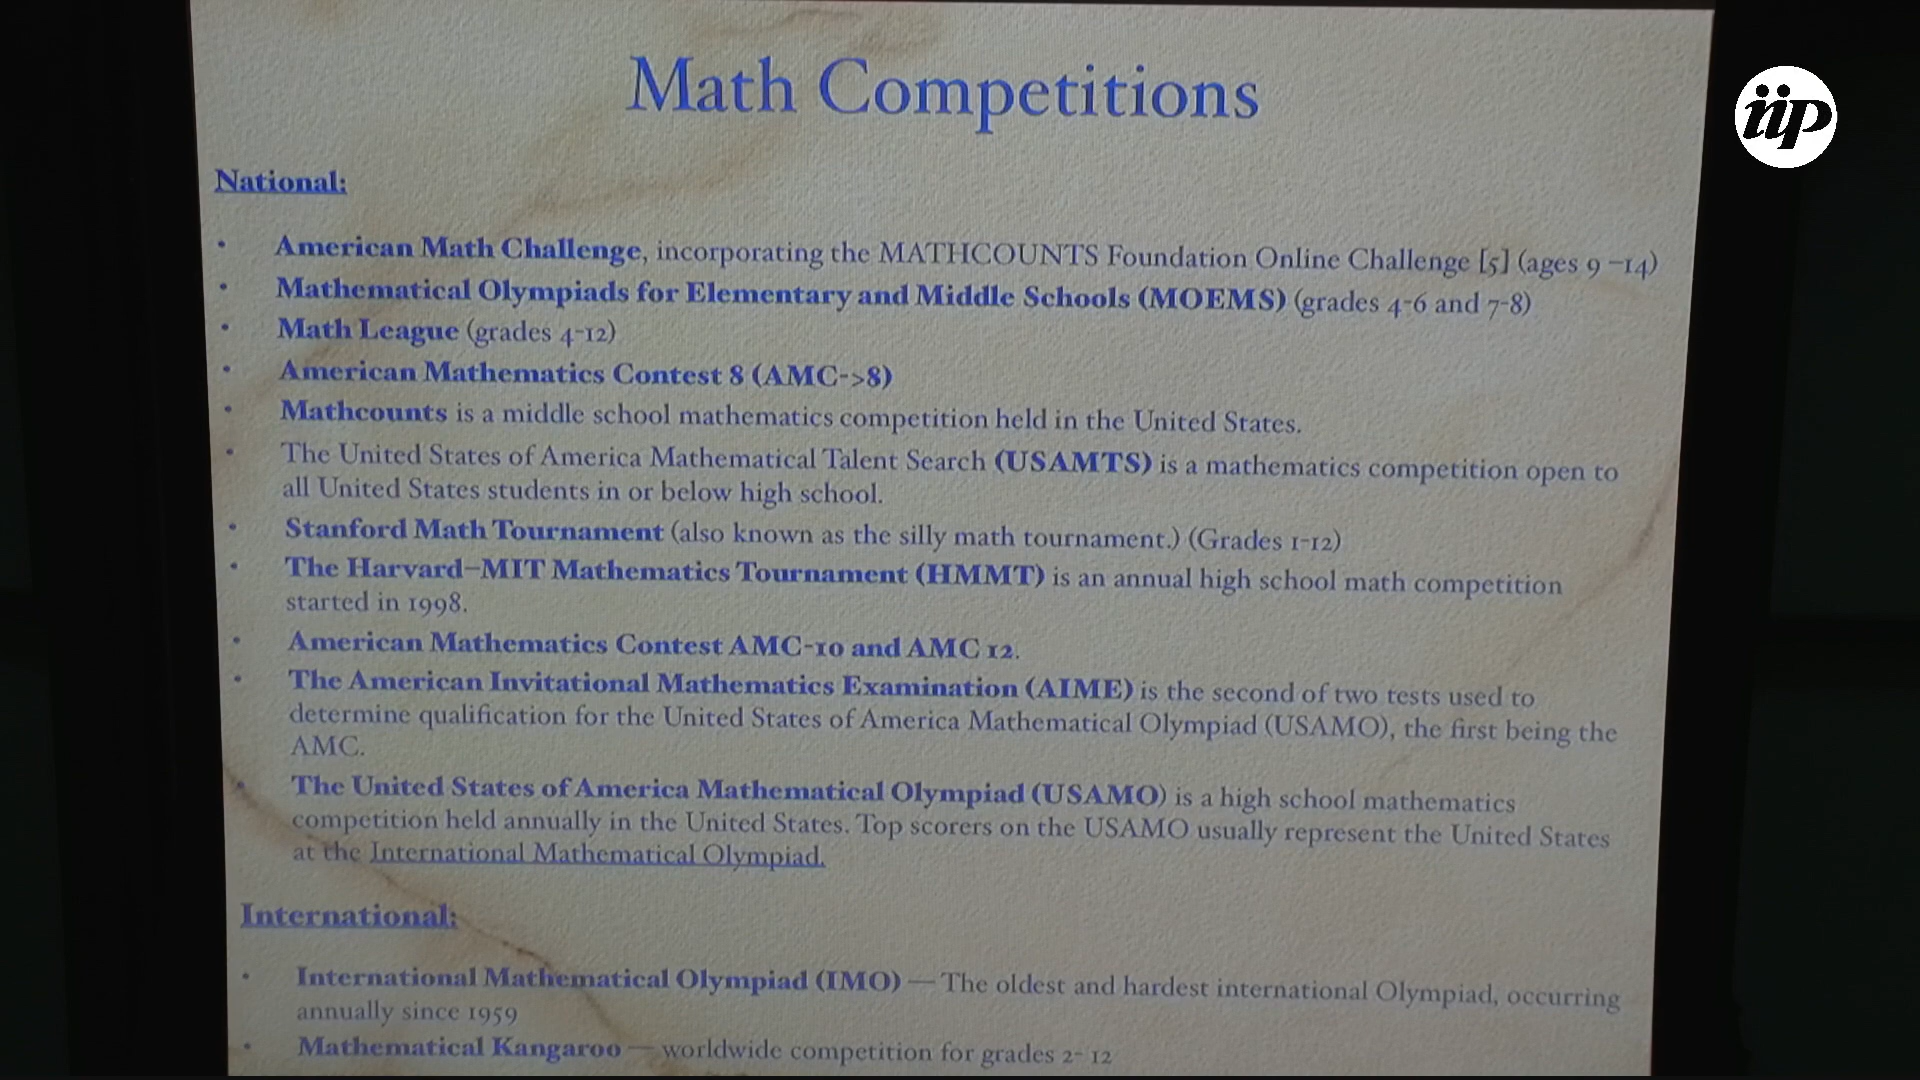 Math Competitions
iip
National:
• American Math Challenge, incorporating the MATHCOUNTS Foundation Online Challenge [5] (ages 9 –14)
• Mathematical Olympiads for Elementary and Middle Schools (MOEMS) (grades 4-6 and 7-8)
• Math League (grades 4-12)
• American Mathematics Contest 8 (AMC->8)
• Mathcounts is a middle school mathematics competition held in the United States.
• The United States of America Mathematical Talent Search (USAMTS) is a mathematics competition open to
all United States students in or below high school.
• Stanford Math Tournament (also known as the silly math tournament.) (Grades 1-12)
• The Harvard–MIT Mathematics Tournament (HMMT) is an annual high school math competition
started in 1998.
• American Mathematics Contest AMC-10 and AMC 12.
• The American Invitational Mathematics Examination (AIME) is the second of two tests used to
determine qualification for the United States of America Mathematical Olympiad (USAMO), the first being the
AMC.
• The United States of America Mathematical Olympiad (USAMO) is a high school mathematics
competition held annually in the United States. Top scorers on the USAMO usually represent the United States
at the International Mathematical Olympiad.
International:
• International Mathematical Olympiad (IMO) — The oldest and hardest international Olympiad, occurring
annually since 1959
• Mathematical Kangaroo — worldwide competition for grades 2- 12